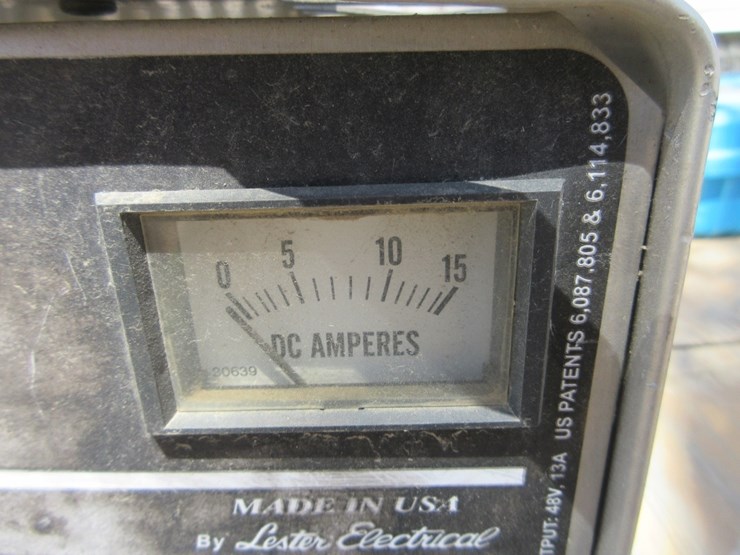 0 5 10 15
DC AMPERES
20639
MADE IN USA
By Lester Electrical
TPUT: 48V, 13A US PATENTS 6,087,805 & 6,114,833